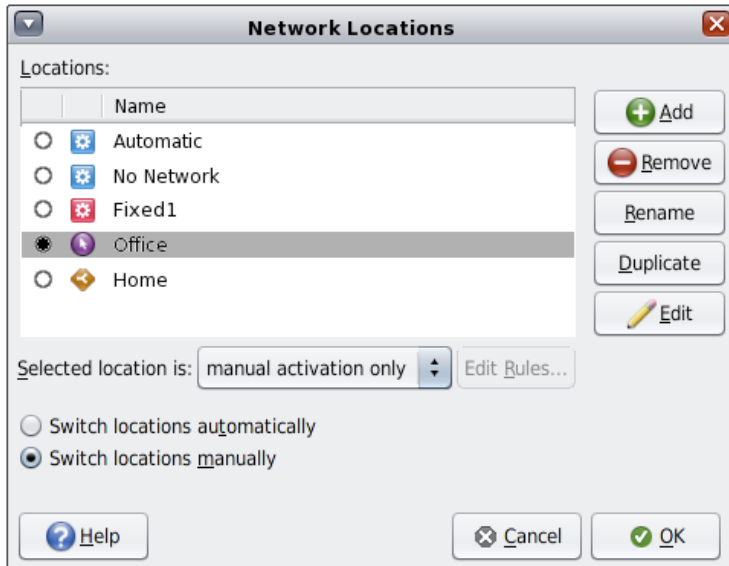 Network Locations
Locations:
Name
Automatic
No Network
Fixed1
Office
Home
Add
Remove
Rename
Duplicate
Edit
Selected location is: manual activation only Edit Rules...
Switch locations automatically
Switch locations manually
Help Cancel OK